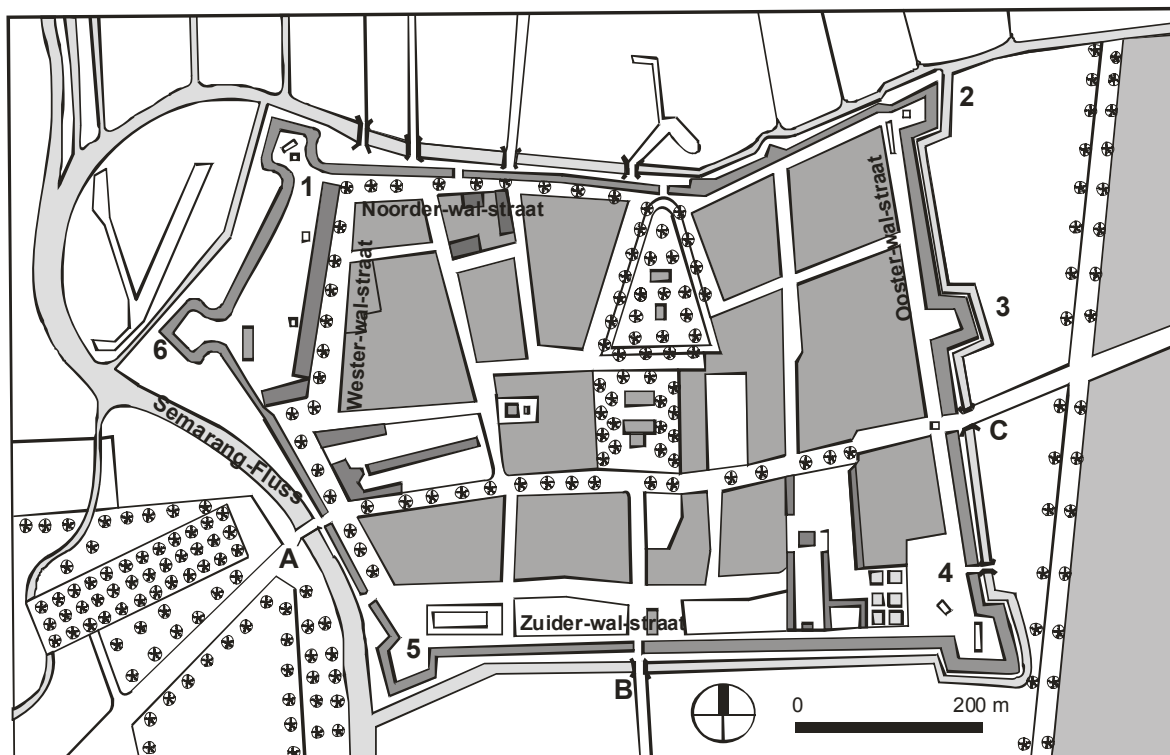 2
1
Noorder-wal-straat
Ooster-wal-straat
Wester-wal-straat
3
6
Semarang-Fluss
C
A
4
Zuider-wal-straat
5
B
0
200 m